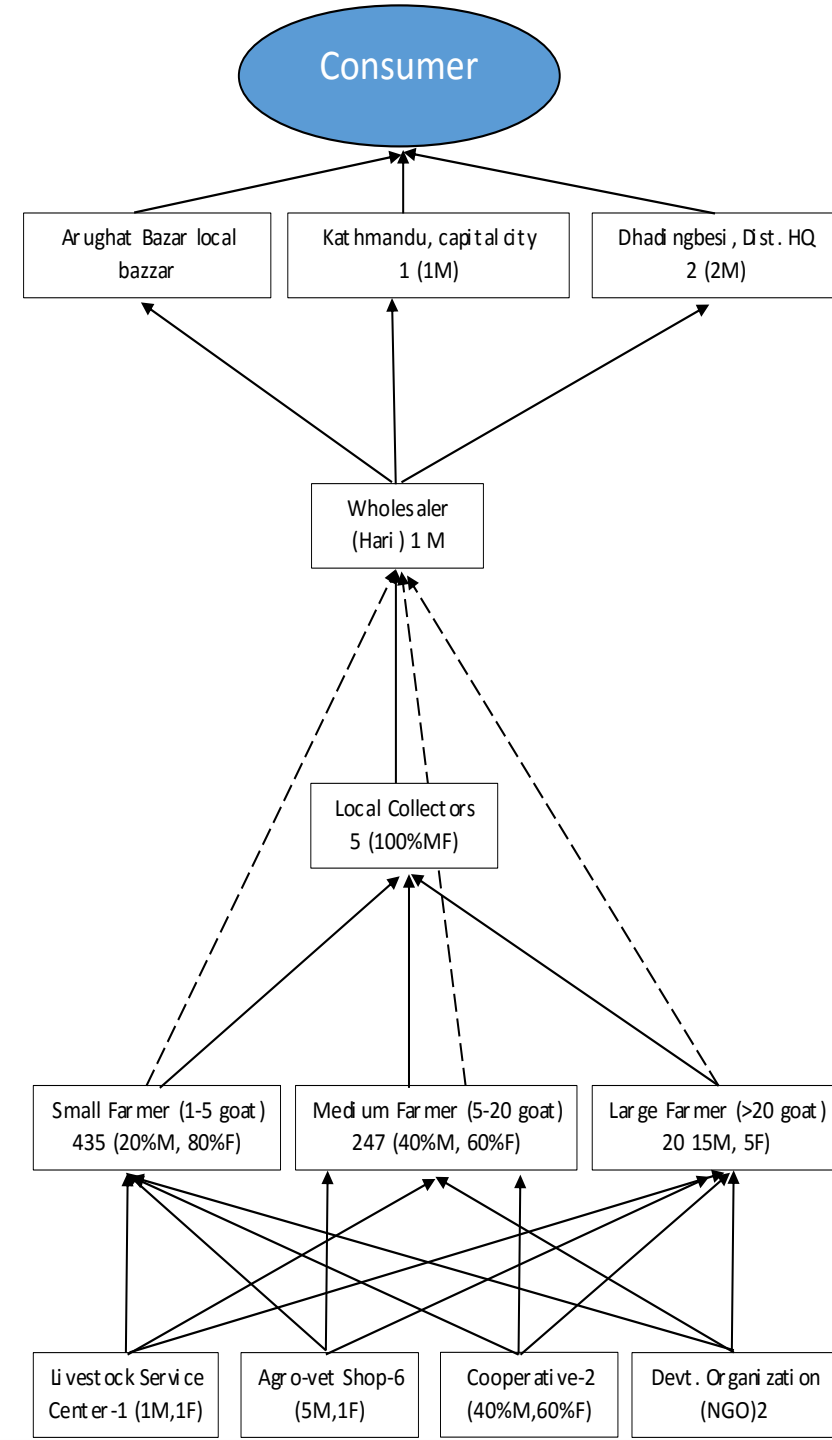 Consumer
Arughat Bazar local
bazzar
Kathmandu, capital city
1 (1M)
Dhadingbesi, Dist. HQ
2 (2M)
Wholesaler
(Hari) 1 M
Local Collectors
5 (100%MF)
Small Farmer (1-5 goat)
435 (20%M, 80%F)
Medium Farmer (5-20 goat)
247 (40%M, 60%F)
Large Farmer (>20 goat)
20 15M, 5F)
Livestock Service
Center-1 (1M,1F)
Agro-vet Shop-6
(5M,1F)
Cooperative-2
(40%M,60%F)
Devt. Organization
(NGO)2